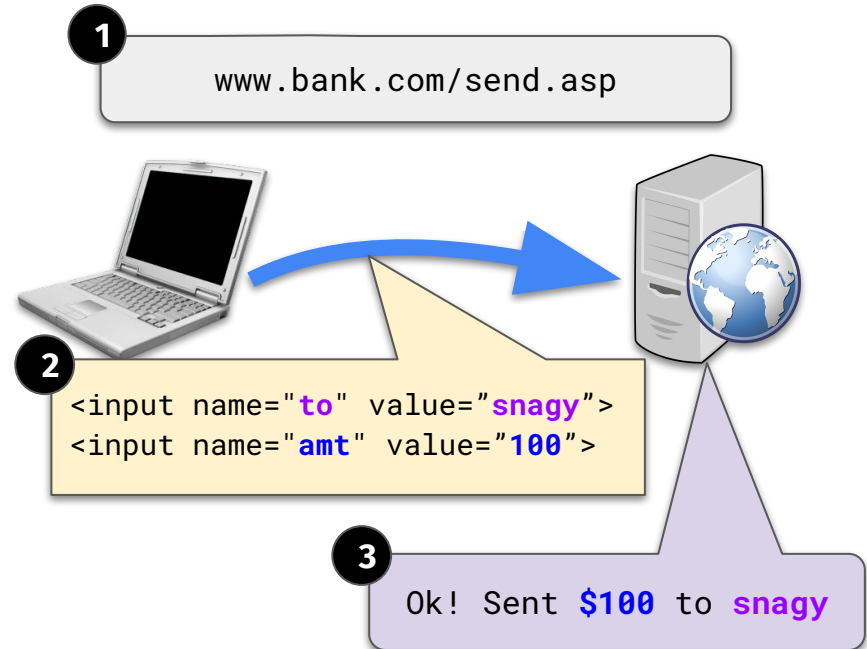 1
www.bank.com/send.asp
2
<input name="to" value=”snagy”>
<input name="amt" value=”100”>
3
Ok! Sent $100 to snagy